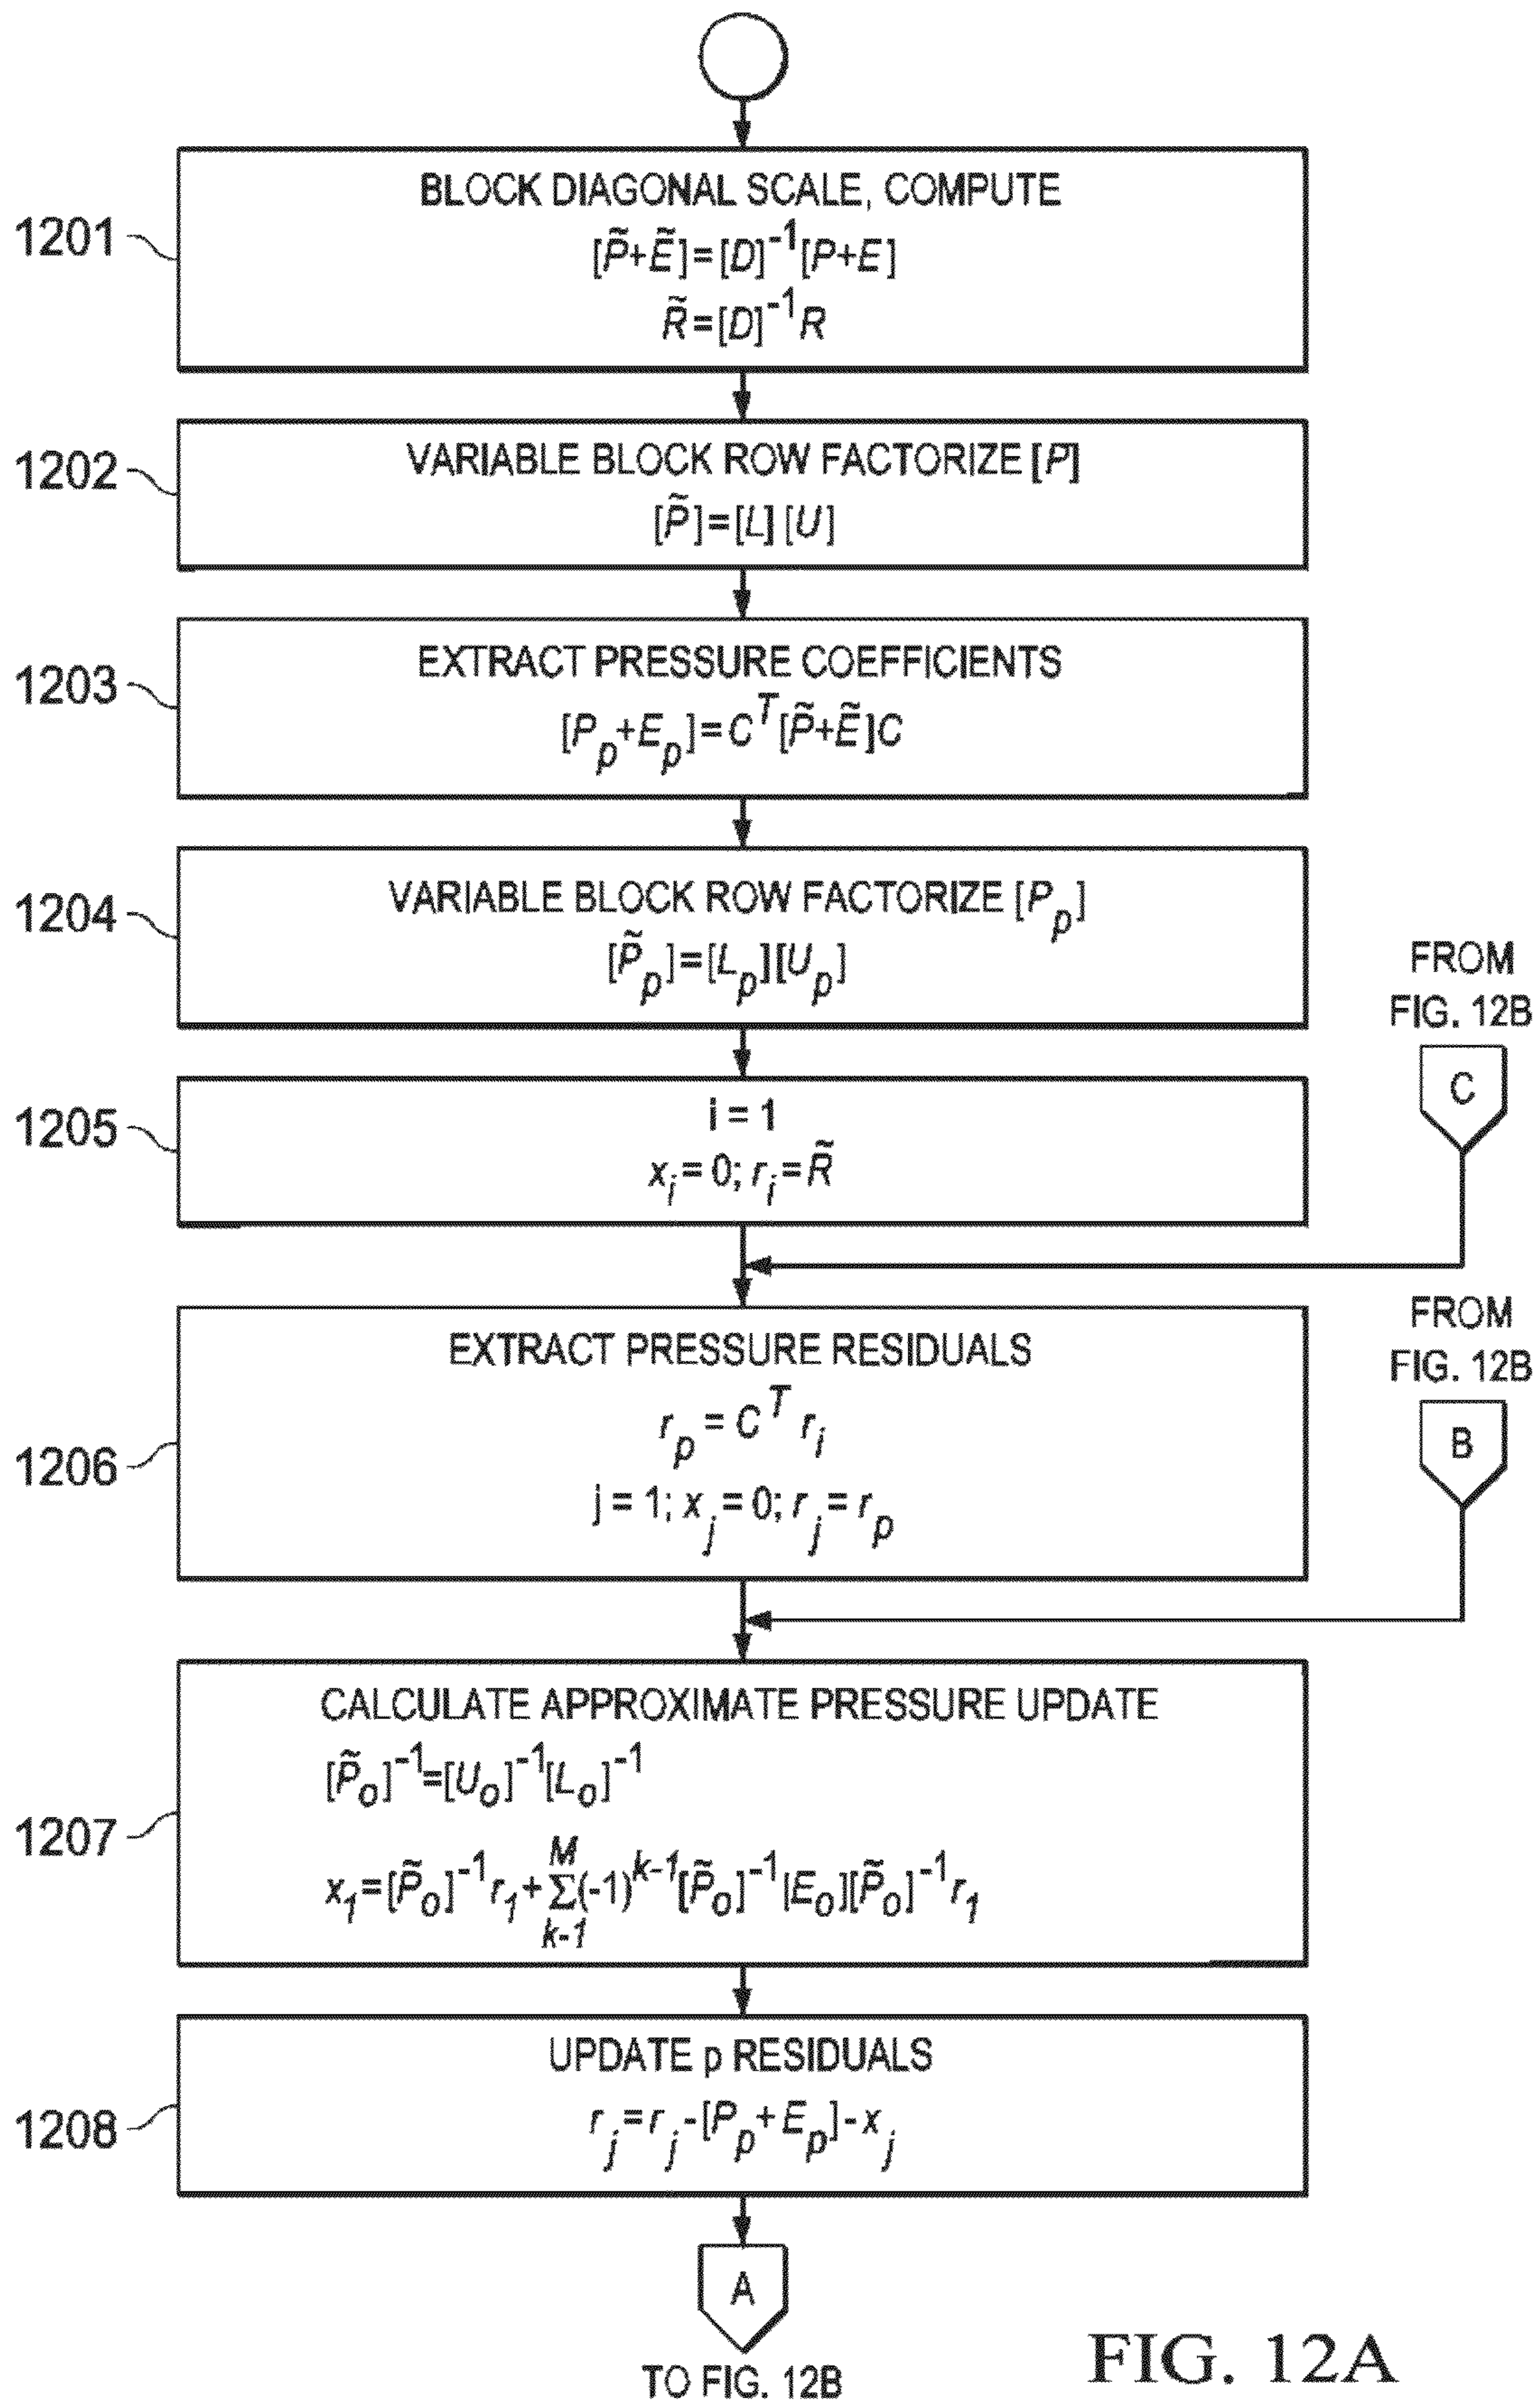 BLOCK DIAGONAL SCALE, COMPUTE
[P̃+Ẽ]=[D]⁻¹[P+E]
R̃=[D]⁻¹R
1201
VARIABLE BLOCK ROW FACTORIZE [P]
[P̃]=[L][U]
1202
EXTRACT PRESSURE COEFFICIENTS
[P_p+E_p]=C^T[P̃+Ẽ]C
1203
VARIABLE BLOCK ROW FACTORIZE [P_p]
[P̃_p]=[L_p][U_p]
1204
FROM
FIG. 12B
C
i = 1
x_i=0; r_i=R̃
1205
EXTRACT PRESSURE RESIDUALS
r_p = C^T r_i
j = 1; x_j=0; r_j=r_p
1206
FROM
FIG. 12B
B
CALCULATE APPROXIMATE PRESSURE UPDATE
[P̃_o]⁻¹=[U_o]⁻¹[L_o]⁻¹
x_1=[P̃_o]⁻¹r_1+∑_{k-1}^{M}(-1)^{k-1}[P̃_o]⁻¹[E_o][P̃_o]⁻¹r_1
1207
UPDATE p RESIDUALS
r_j=r_j-[P_p+E_p]-x_j
1208
A
TO FIG. 12B
FIG. 12A